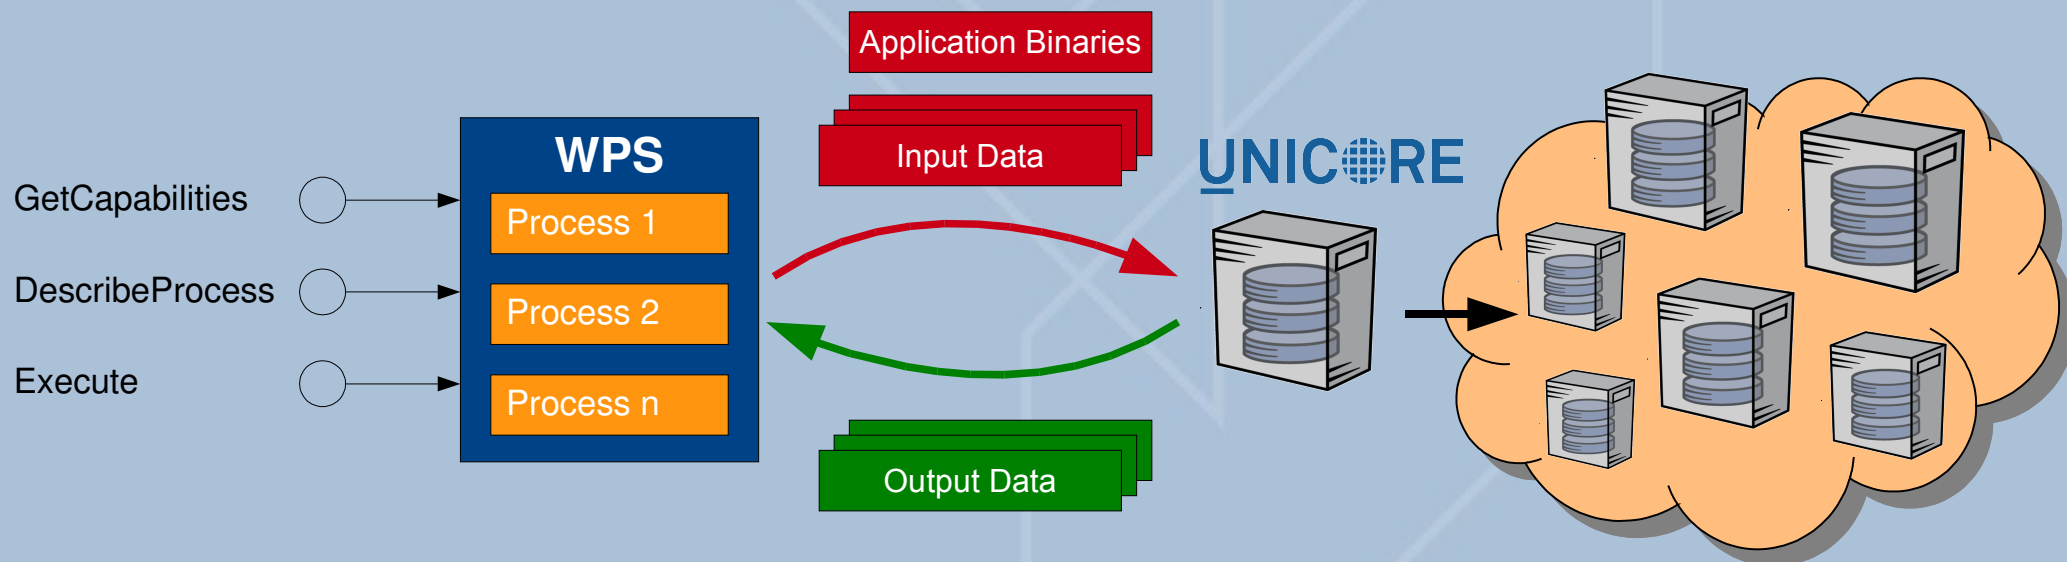 Application Binaries
Input Data
WPS
UNICORE
GetCapabilities
Process 1
DescribeProcess
Process 2
Execute
Process n
Output Data